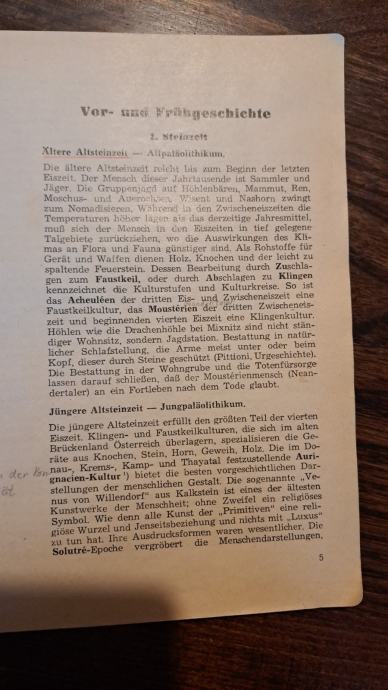 Vor- und Frühgeschichte
1. Steinzeit
Ältere Altsteinzeit — Altpaläolithikum.
Die ältere Altsteinzeit reicht bis zum Beginn der letzten
Eiszeit. Der Mensch dieser Jahrtausende ist Sammler und
Jäger. Die Gruppenjagd auf Höhlenbären, Mammut, Ren,
Moschus- und Auerochsen, Wisent und Nashorn zwingt
zum Nomadisieren. Während in den Zwischeneiszeiten die
Temperaturen höher lagen als das derzeitige Jahresmittel,
muß sich der Mensch in den Eiszeiten in tief gelegene
Talgebiete zurückziehen, wo die Auswirkungen des Kli-
mas an Flora und Fauna günstiger sind. Als Rohstoffe für
Gerät und Waffen dienen Holz, Knochen und der leicht zu
spaltende Feuerstein. Dessen Bearbeitung durch Zuschla-
gen zum Faustkeil, oder durch Abschlagen zu Klingen
kennzeichnet die Kulturstufen und Kulturkreise. So ist
das Acheuléen der dritten Eis- und Zwischeneiszeit eine
Faustkeilkultur, das Moustérien der dritten Zwischeneis-
zeit und beginnenden vierten Eiszeit eine Klingenkultur.
Höhlen wie die Drachenhöhle bei Mixnitz sind nicht stän-
diger Wohnsitz, sondern Jagdstation. Bestattung in natür-
licher Schlafstellung, die Arme meist unter oder beim
Kopf, dieser durch Steine geschützt (Pittioni, Urgeschichte).
Die Bestattung in der Wohngrube und die Totenfürsorge
lassen darauf schließen, daß der Moustérienmensch (Nean-
dertaler) an ein Fortleben nach dem Tode glaubt.
Jüngere Altsteinzeit — Jungpaläolithikum.
Die jüngere Altsteinzeit erfüllt den größten Teil der vierten
Eiszeit. Klingen- und Faustkeilkulturen, die sich im alten
Brückenland Österreich überlagern, spezialisieren die Ge-
räte aus Knochen, Stein, Horn, Geweih, Holz. Die im Do-
nau-, Krems-, Kamp- und Thayatal festzustellende Auri-
gnacien-Kultur ¹) bietet die besten vorgeschichtlichen Dar-
stellungen der menschlichen Gestalt. Die sogenannte „Ve-
nus von Willendorf" aus Kalkstein ist eines der ältesten
Kunstwerke der Menschheit; ohne Zweifel ein religiöses
Symbol. Wie denn alle Kunst der „Primitiven" eine reli-
giöse Wurzel und Jenseitsbeziehung und nichts mit „Luxus"
zu tun hat. Ihre Ausdrucksformen waren wesentlicher. Die
Solutré-Epoche vergröbert die Menschendarstellungen,
5